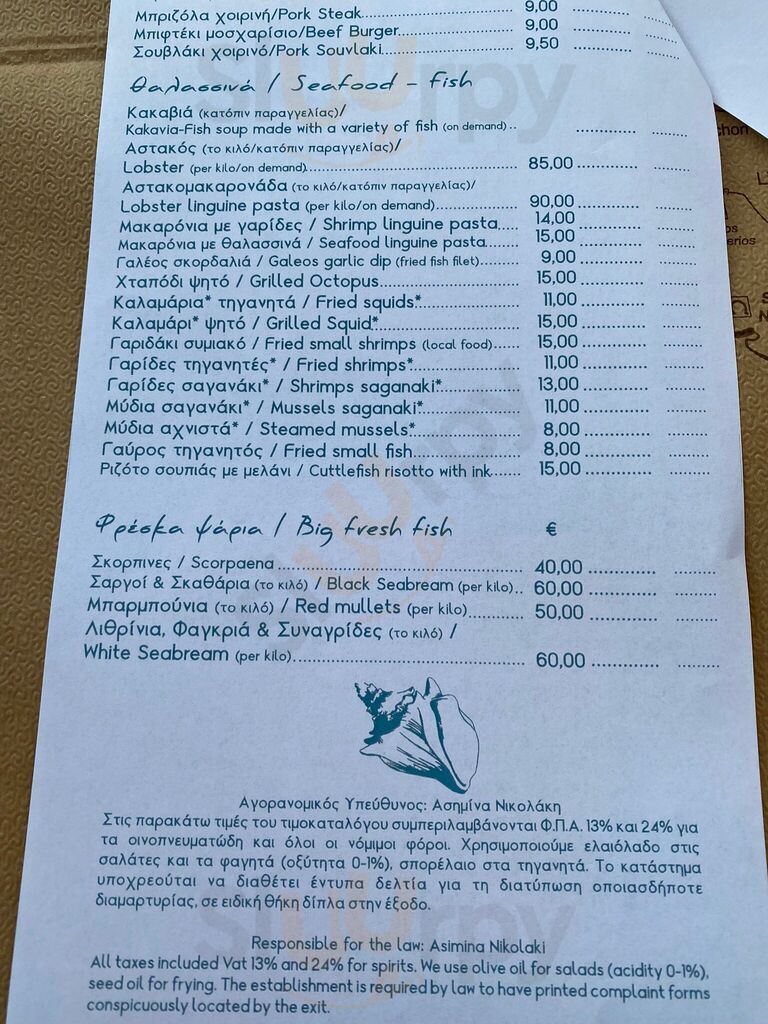 Μπριζόλα χοιρινή/Pork Steak 9,00
Μπιφτέκι μοσχαρίσιο/Beef Burger 9,00
Σουβλάκι χοιρινό/Pork Souvlaki 9,50
Θαλασσινά / Seafood - Fish
Κακαβιά (κατόπιν παραγγελίας)/
Kakavia-Fish soup made with a variety of fish (on demand)
Αστακός (το κιλό/κατόπιν παραγγελίας)/
Lobster (per kilo/on demand) 85,00
Αστακομακαρονάδα (το κιλό/κατόπιν παραγγελίας)/
Lobster linguine pasta (per kilo/on demand) 90,00
Μακαρόνια με γαρίδες / Shrimp linguine pasta 14,00
Μακαρόνια με θαλασσινά / Seafood linguine pasta 15,00
Γαλέος σκορδαλιά / Galeos garlic dip (fried fish filet) 9,00
Χταπόδι ψητό / Grilled Octopus 15,00
Καλαμάρια* τηγανητά / Fried squids* 11,00
Καλαμάρι* ψητό / Grilled Squid* 15,00
Γαριδάκι συμιακό / Fried small shrimps (local food) 15,00
Γαρίδες τηγανητές* / Fried shrimps* 11,00
Γαρίδες σαγανάκι* / Shrimps saganaki* 13,00
Μύδια σαγανάκι* / Mussels saganaki* 11,00
Μύδια αχνιστά* / Steamed mussels* 8,00
Γαύρος τηγανητός / Fried small fish 8,00
Ριζότο σουπιάς με μελάνι / Cuttlefish risotto with ink 15,00
Φρέσκα ψάρια / Big fresh fish €
Σκορπινες / Scorpaena 40,00
Σαργοί & Σκαθάρια (το κιλό) / Black Seabream (per kilo) 60,00
Μπαρμπούνια (το κιλό) / Red mullets (per kilo) 50,00
Λιθρίνια, Φαγκριά & Συναγρίδες (το κιλό) /
White Seabream (per kilo) 60,00
Αγορανομικός Υπεύθυνος: Ασημίνα Νικολάκη
Στις παρακάτω τιμές του τιμοκαταλόγου συμπεριλαμβάνονται Φ.Π.Α. 13% και 24% για
τα οινοπνευματώδη και όλοι οι νόμιμοι φόροι. Χρησιμοποιούμε ελαιόλαδο στις
σαλάτες και τα φαγητά (οξύτητα 0-1%), σπορέλαιο στα τηγανητά. Το κατάστημα
υποχρεούται να διαθέτει έντυπα δελτία για τη διατύπωση οποιασδήποτε
διαμαρτυρίας, σε ειδική θήκη δίπλα στην έξοδο.
Responsible for the law: Asimina Nikolaki
All taxes included Vat 13% and 24% for spirits. We use olive oil for salads (acidity 0-1%),
seed oil for frying. The establishment is required by law to have printed complaint forms
conspicuously located by the exit.